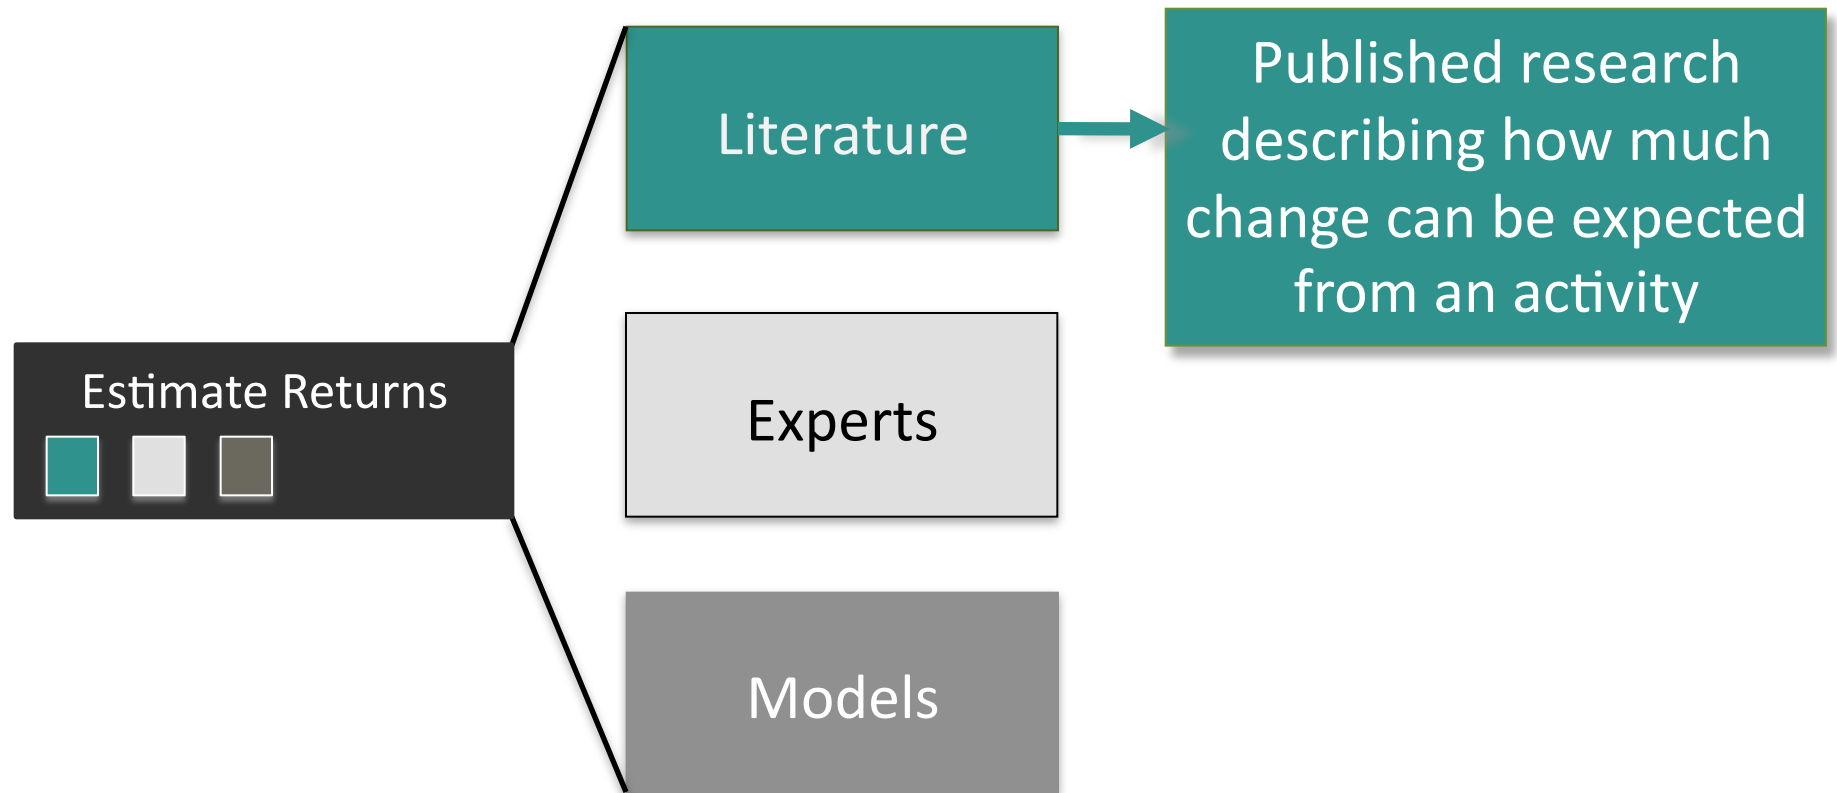 Estimate Returns
Literature
Published research
describing how much
change can be expected
from an activity
Experts
Models